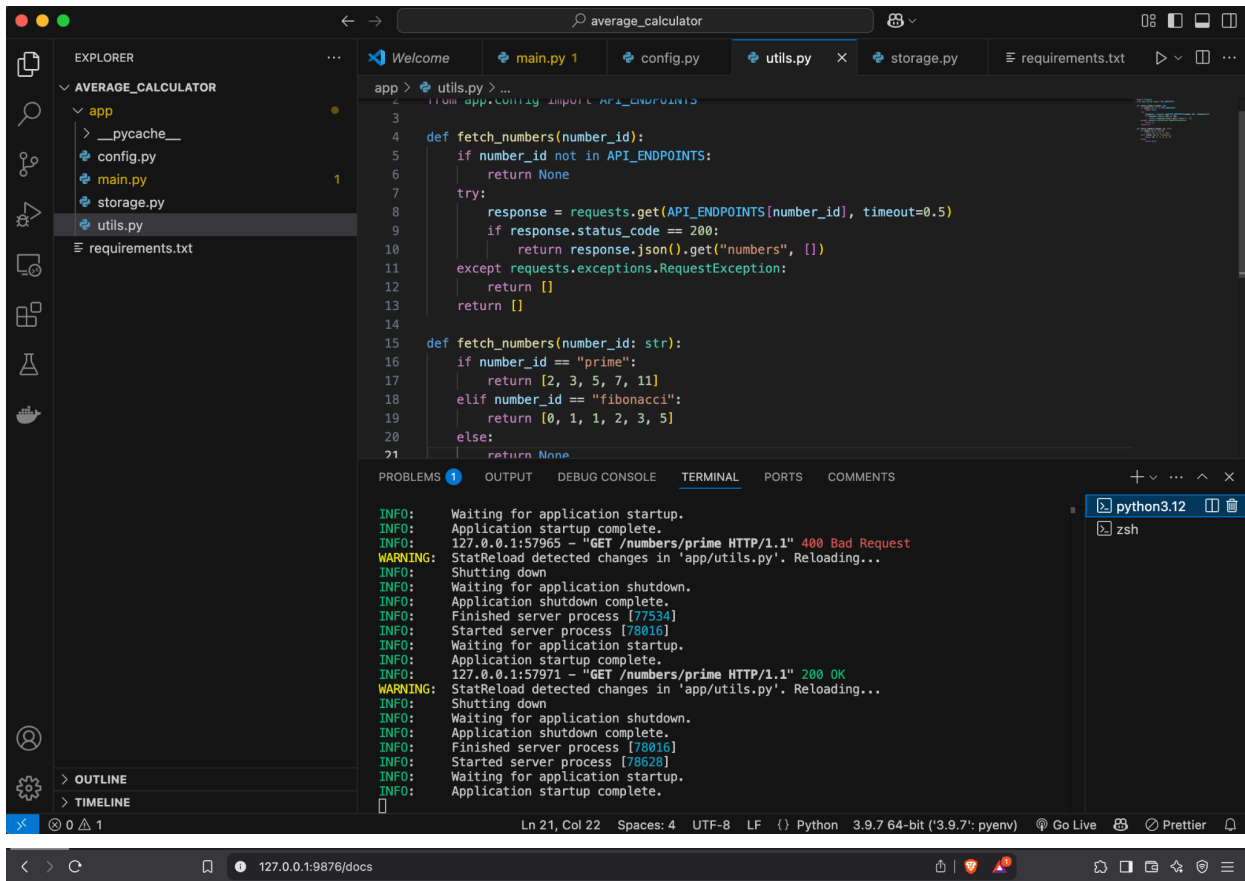 average_calculator
EXPLORER
AVERAGE_CALCULATOR
app
__pycache__
config.py
main.py 1
storage.py
utils.py
requirements.txt
OUTLINE
TIMELINE
Welcome main.py 1 config.py utils.py storage.py requirements.txt
app > utils.py > ...
2 from app.config import API_ENDPOINTS
3
4 def fetch_numbers(number_id):
5 if number_id not in API_ENDPOINTS:
6 return None
7 try:
8 response = requests.get(API_ENDPOINTS[number_id], timeout=0.5)
9 if response.status_code == 200:
10 return response.json().get("numbers", [])
11 except requests.exceptions.RequestException:
12 return []
13 return []
14
15 def fetch_numbers(number_id: str):
16 if number_id == "prime":
17 return [2, 3, 5, 7, 11]
18 elif number_id == "fibonacci":
19 return [0, 1, 1, 2, 3, 5]
20 else:
21 return None
PROBLEMS 1 OUTPUT DEBUG CONSOLE TERMINAL PORTS COMMENTS
INFO: Waiting for application startup.
INFO: Application startup complete.
INFO: 127.0.0.1:57965 - "GET /numbers/prime HTTP/1.1" 400 Bad Request
WARNING: StatReload detected changes in 'app/utils.py'. Reloading...
INFO: Shutting down
INFO: Waiting for application shutdown.
INFO: Application shutdown complete.
INFO: Finished server process [77534]
INFO: Started server process [78016]
INFO: Waiting for application startup.
INFO: Application startup complete.
INFO: 127.0.0.1:57971 - "GET /numbers/prime HTTP/1.1" 200 OK
WARNING: StatReload detected changes in 'app/utils.py'. Reloading...
INFO: Shutting down
INFO: Waiting for application shutdown.
INFO: Application shutdown complete.
INFO: Finished server process [78016]
INFO: Started server process [78628]
INFO: Waiting for application startup.
INFO: Application startup complete.
python3.12
zsh
0 1 Ln 21, Col 22 Spaces: 4 UTF-8 LF {} Python 3.9.7 64-bit ('3.9.7': pyenv) Go Live Prettier
127.0.0.1:9876/docs 1